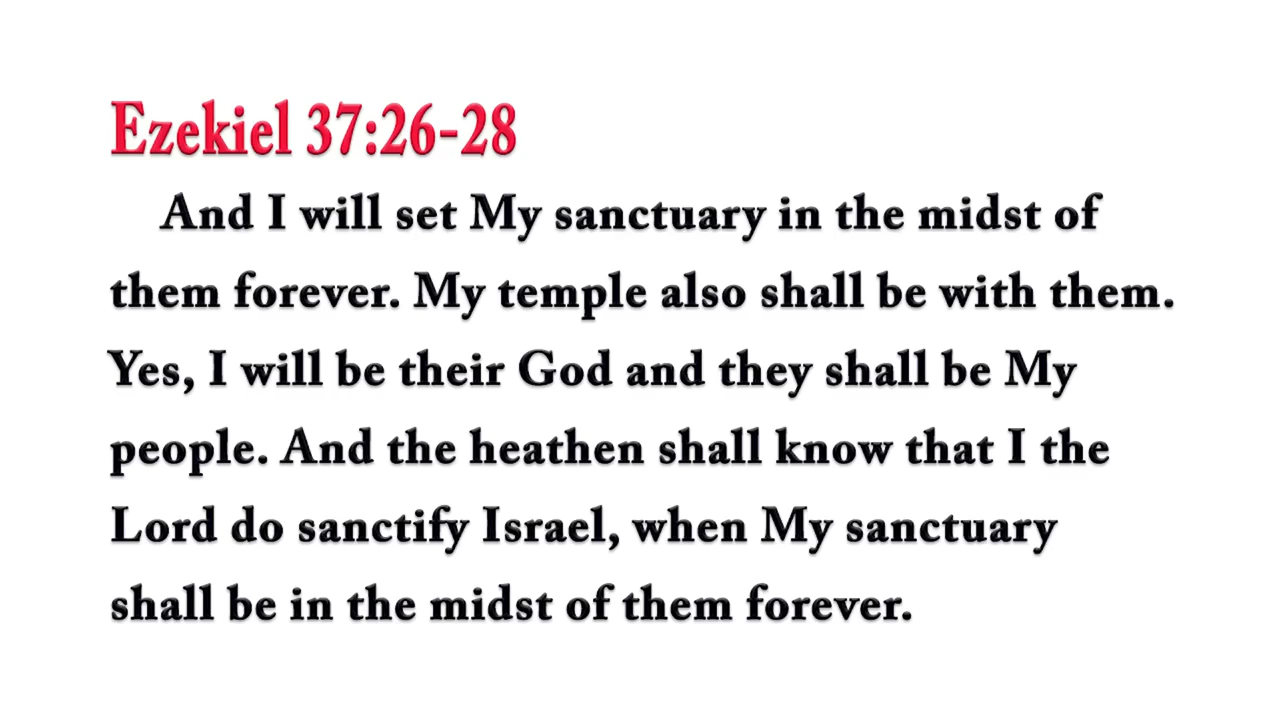 Ezekiel 37:26-28
And I will set My sanctuary in the midst of
them forever. My temple also shall be with them.
Yes, I will be their God and they shall be My
people. And the heathen shall know that I the
Lord do sanctify Israel, when My sanctuary
shall be in the midst of them forever.